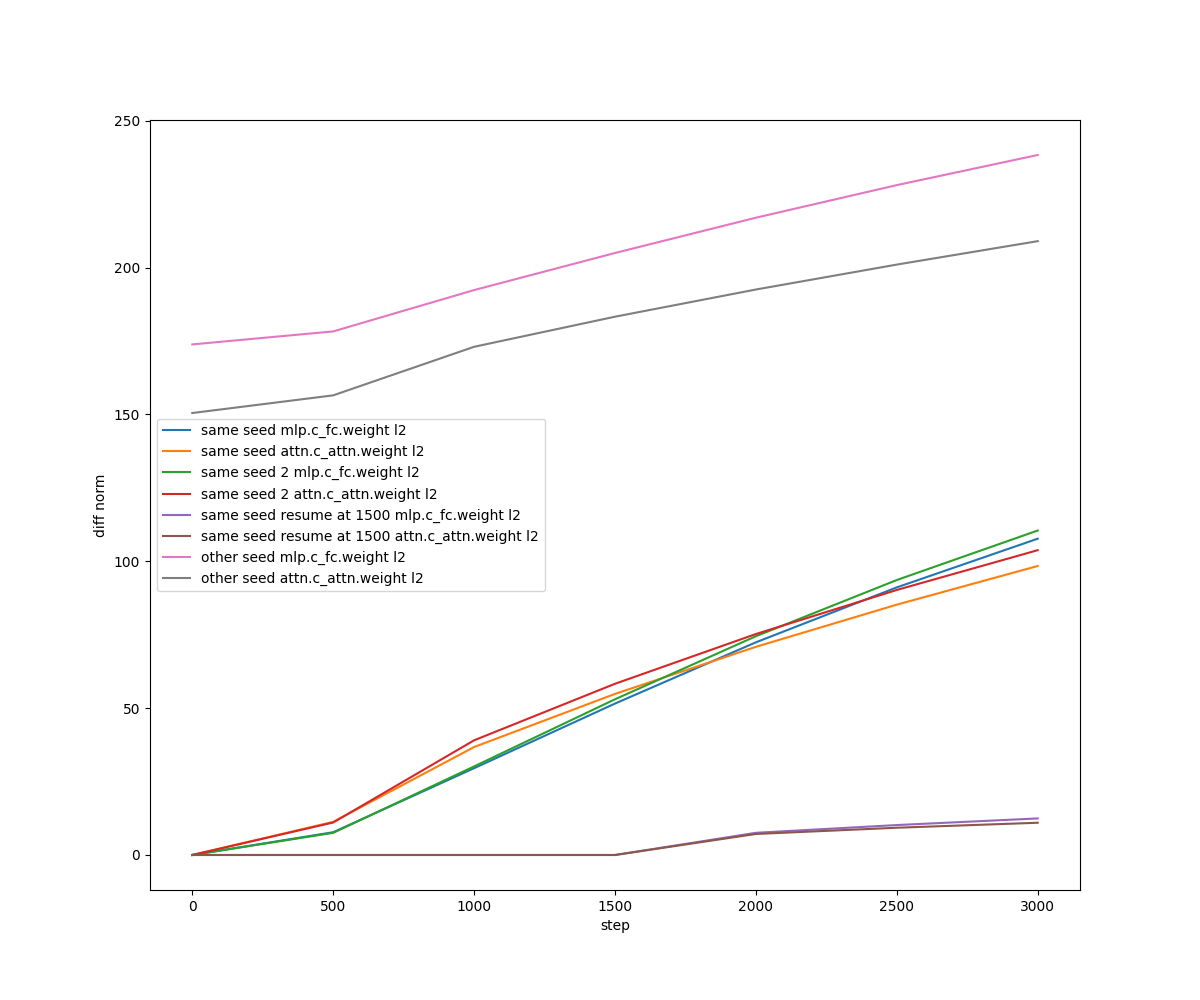 250
200
150
100
50
0
diff norm
same seed mlp.c_fc.weight l2
same seed attn.c_attn.weight l2
same seed 2 mlp.c_fc.weight l2
same seed 2 attn.c_attn.weight l2
same seed resume at 1500 mlp.c_fc.weight l2
same seed resume at 1500 attn.c_attn.weight l2
other seed mlp.c_fc.weight l2
other seed attn.c_attn.weight l2
0 500 1000 1500 2000 2500 3000
step